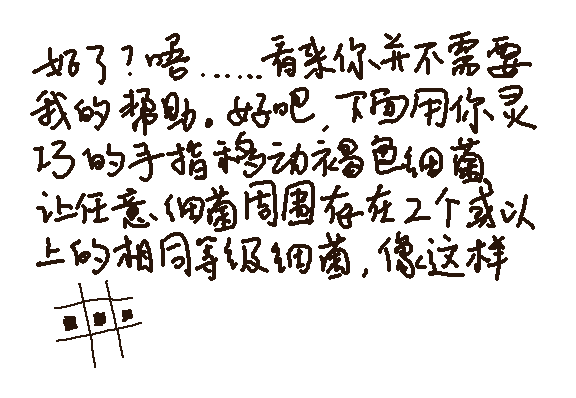 好了？唔……看来你并不需要
我的帮助。好吧，下面用你灵
巧的手指移动褐色细菌
让任意细菌周围存在2个或以
上的相同等级细菌，像这样